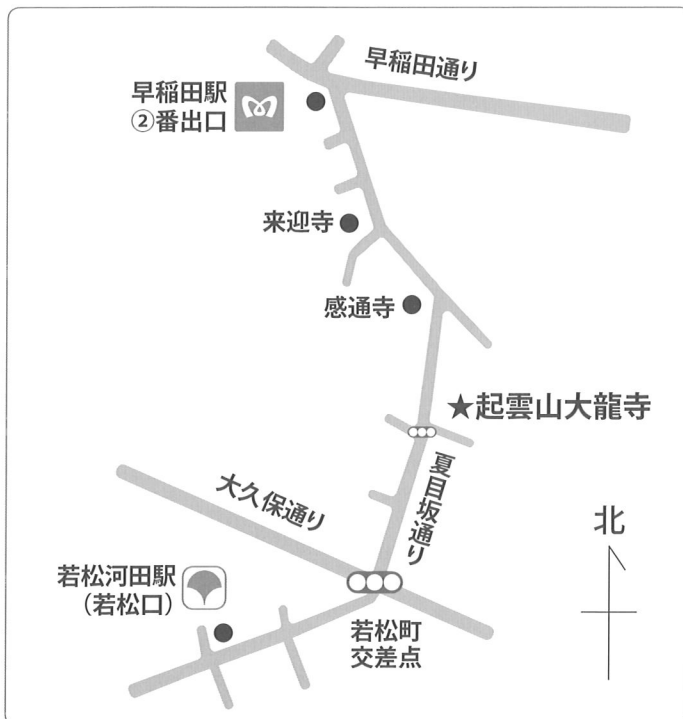 早稲田通り
早稲田駅
②番出口
来迎寺
感通寺
★起雲山大龍寺
夏目坂通り
大久保通り
北
若松河田駅
（若松口）
若松町
交差点